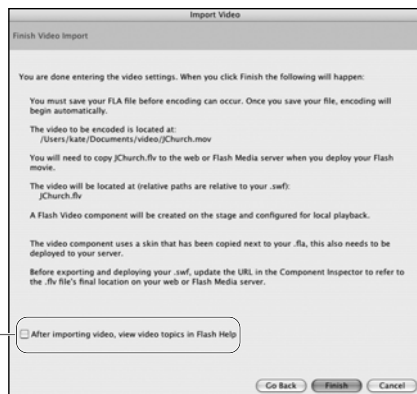 Import Video
Finish Video Import
You are done entering the video settings. When you click Finish the following will happen:
You must save your FLA file before encoding can occur. Once you save your file, encoding will
begin automatically.
The video to be encoded is located at:
/Users/kate/Documents/video/JChurch.mov
You will need to copy JChurch.flv to the web or Flash Media server when you deploy your Flash
movie.
The video will be located at (relative paths are relative to your .swf):
JChurch.flv
A Flash Video component will be created on the stage and configured for local playback.
The video component uses a skin that has been copied next to your .fla, this also needs to be
deployed to your server.
Before exporting and deploying your .swf, update the URL in the Component Inspector to refer to
the .flv file's final location on your web or Flash Media server.
After importing video, view video topics in Flash Help
Go Back Finish Cancel